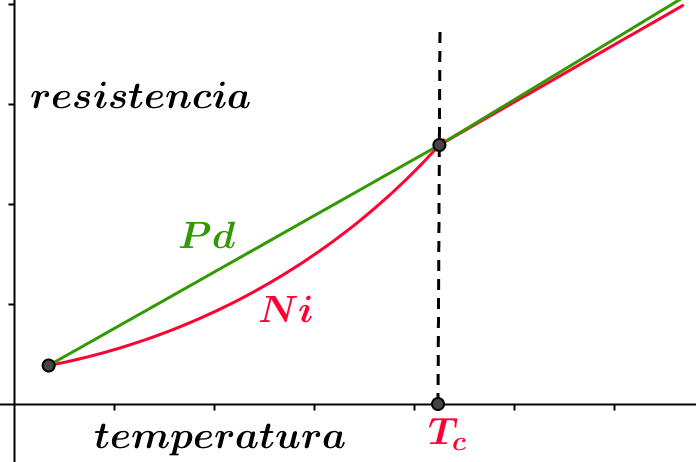 resistencia
Pd
Ni
temperatura
Tc